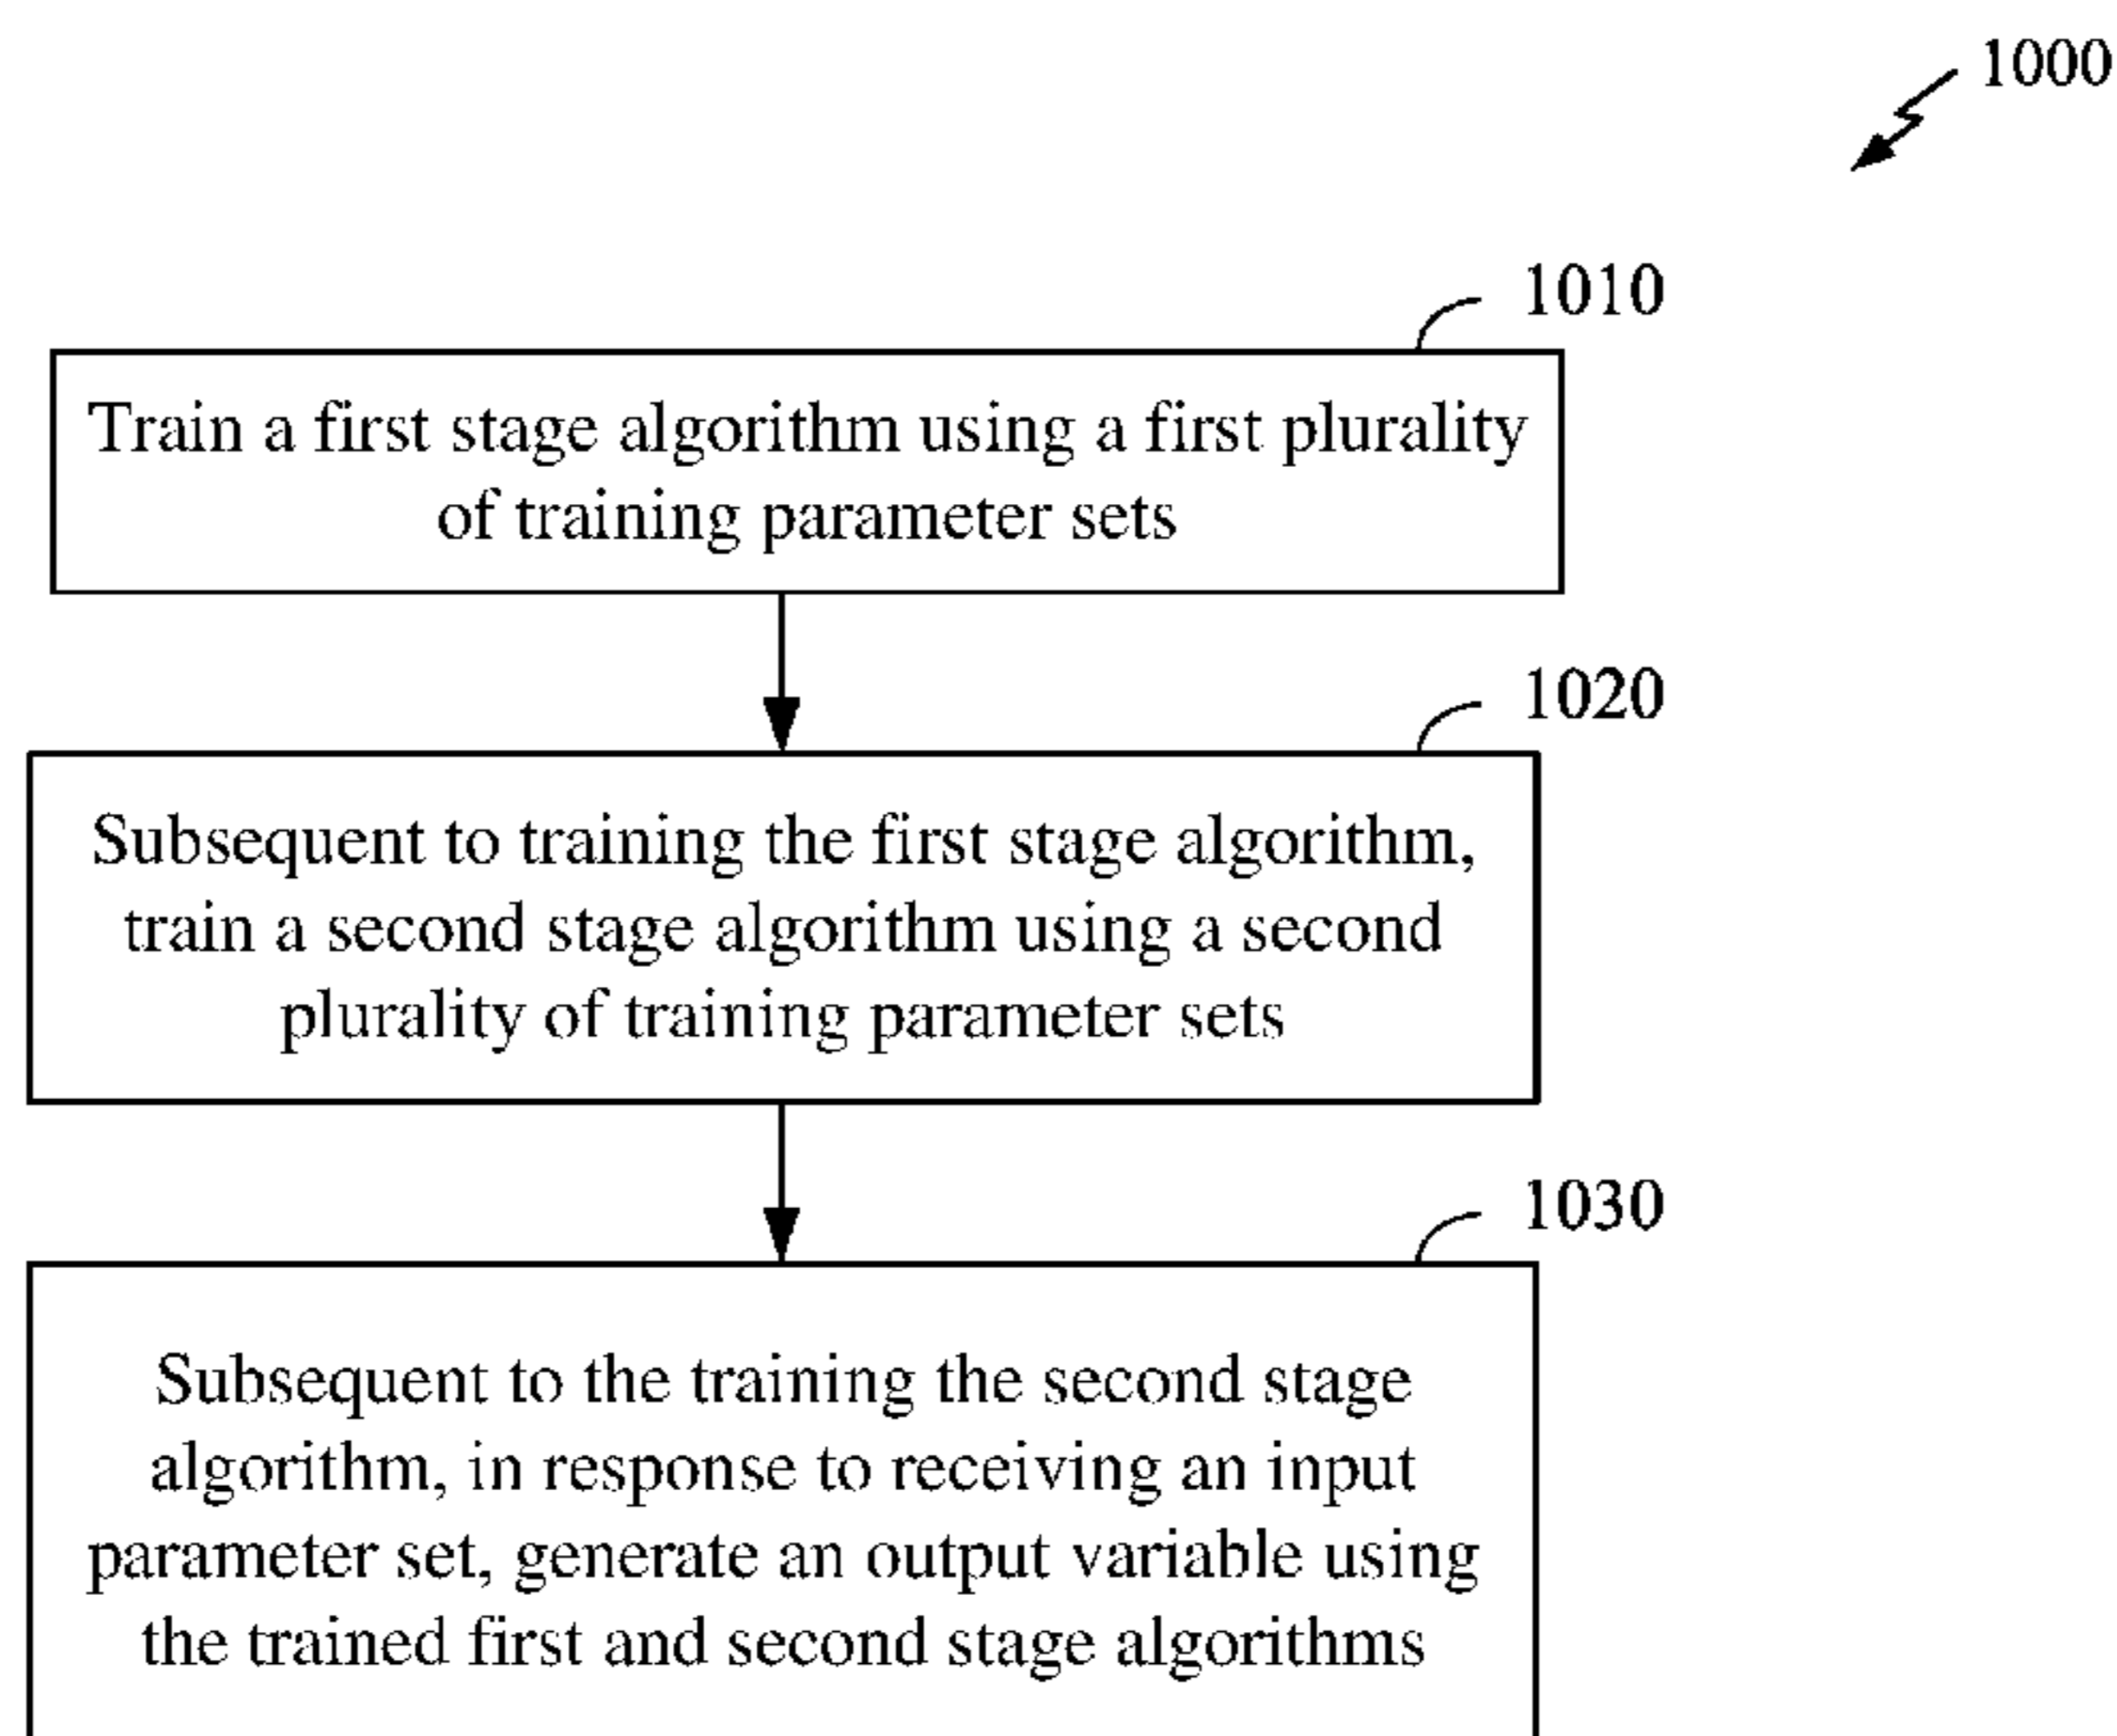 1000
1010
Train a first stage algorithm using a first plurality
of training parameter sets
1020
Subsequent to training the first stage algorithm,
train a second stage algorithm using a second
plurality of training parameter sets
1030
Subsequent to the training the second stage
algorithm, in response to receiving an input
parameter set, generate an output variable using
the trained first and second stage algorithms